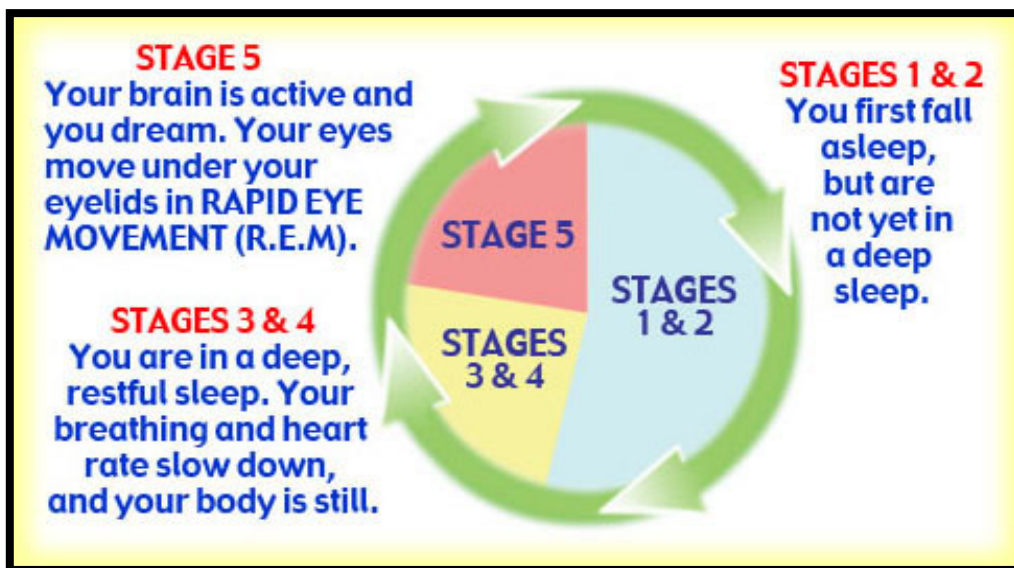 STAGE 5
Your brain is active and
you dream. Your eyes
move under your
eyelids in RAPID EYE
MOVEMENT (R.E.M).
STAGES 3 & 4
You are in a deep,
restful sleep. Your
breathing and heart
rate slow down,
and your body is still.
STAGE 5
STAGES
3 & 4
STAGES
1 & 2
STAGES 1 & 2
You first fall
asleep,
but are
not yet in
a deep
sleep.